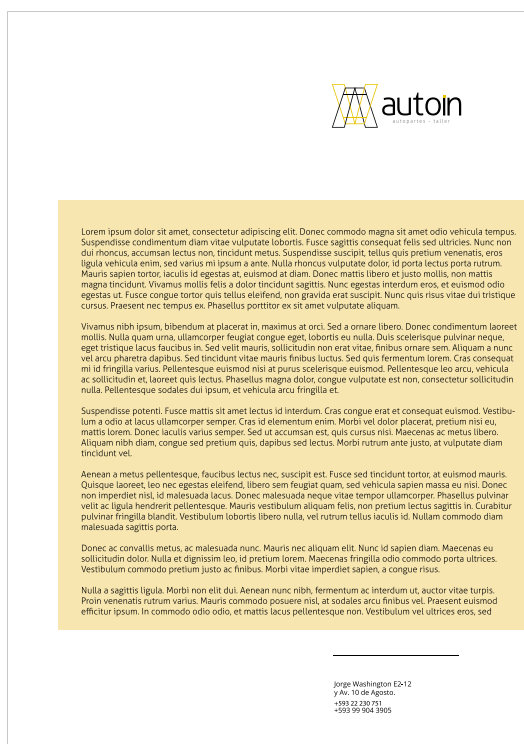 autoin
autopartes - taller
Lorem ipsum dolor sit amet, consectetur adipiscing elit. Donec commodo magna sit amet odio vehicula tempus.
Suspendisse condimentum diam vitae vulputate lobortis. Fusce sagittis consequat felis sed ultricies. Nunc non
dui rhoncus, accumsan lectus non, tincidunt metus. Suspendisse suscipit, tellus quis pretium venenatis, eros
ligula vehicula enim, sed varius mi ipsum a ante. Nulla rhoncus vulputate dolor, id porta lectus porta rutrum.
Mauris sapien tortor, iaculis id egestas at, euismod at diam. Donec mattis libero et justo mollis, non mattis
magna tincidunt. Vivamus mollis felis a dolor tincidunt sagittis. Nunc egestas interdum eros, et euismod odio
egestas ut. Fusce congue tortor quis tellus eleifend, non gravida erat suscipit. Nunc quis risus vitae dui tristique
cursus. Praesent nec tempus ex. Phasellus porttitor ex sit amet vulputate aliquam.
Vivamus nibh ipsum, bibendum at placerat in, maximus at orci. Sed a ornare libero. Donec condimentum laoreet
mollis. Nulla quam urna, ullamcorper feugiat congue eget, lobortis eu nulla. Duis scelerisque pulvinar neque,
eget tristique lacus faucibus in. Sed velit mauris, sollicitudin non erat vitae, finibus ornare sem. Aliquam a nunc
vel arcu pharetra dapibus. Sed tincidunt vitae mauris finibus luctus. Sed quis fermentum lorem. Cras consequat
mi id fringilla varius. Pellentesque euismod nisi at purus scelerisque euismod. Pellentesque leo arcu, vehicula
ac sollicitudin et, laoreet quis lectus. Phasellus magna dolor, congue vulputate est non, consectetur sollicitudin
nulla. Pellentesque sodales dui ipsum, et vehicula arcu fringilla et.
Suspendisse potenti. Fusce mattis sit amet lectus id interdum. Cras congue erat et consequat euismod. Vestibu-
lum a odio at lacus ullamcorper semper. Cras id elementum enim. Morbi vel dolor placerat, pretium nisi eu,
mattis lorem. Donec iaculis varius semper. Sed ut accumsan est, quis cursus nisi. Maecenas ac metus libero.
Aliquam nibh diam, congue sed pretium quis, dapibus sed lectus. Morbi rutrum ante justo, at vulputate diam
tincidunt vel.
Aenean a metus pellentesque, faucibus lectus nec, suscipit est. Fusce sed tincidunt tortor, at euismod mauris.
Quisque laoreet, leo nec egestas eleifend, libero sem feugiat quam, sed vehicula sapien massa eu nisi. Donec
non imperdiet nisl, id malesuada lacus. Donec malesuada neque vitae tempor ullamcorper. Phasellus pulvinar
velit ac ligula hendrerit pellentesque. Mauris vestibulum aliquam felis, non pretium lectus sagittis in. Curabitur
pulvinar fringilla blandit. Vestibulum lobortis libero nulla, vel rutrum tellus iaculis id. Nullam commodo diam
malesuada sagittis porta.
Donec ac convallis metus, ac malesuada nunc. Mauris nec aliquam elit. Nunc id sapien diam. Maecenas eu
sollicitudin dolor. Nulla et dignissim leo, id pretium lorem. Maecenas fringilla odio commodo porta ultrices.
Vestibulum commodo pretium justo ac finibus. Morbi vitae imperdiet sapien, a congue risus.
Nulla a sagittis ligula. Morbi non elit dui. Aenean nunc nibh, fermentum ac interdum ut, auctor vitae turpis.
Proin venenatis rutrum varius. Mauris commodo posuere nisl, at sodales arcu finibus vel. Praesent euismod
efficitur ipsum. In commodo odio odio, et mattis lacus pellentesque non. Vestibulum vel ultrices eros, sed
Jorge Washington E2-12
y Av. 10 de Agosto.
+593 22 230 751
+593 99 904 3905